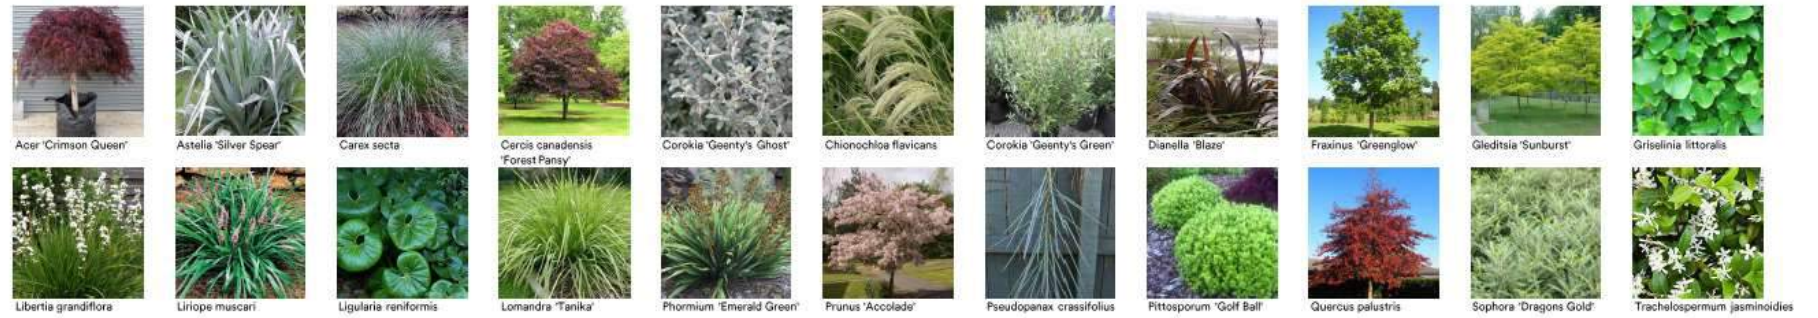 Acer 'Crimson Queen'
Astelia 'Silver Spear'
Carex secta
Cercis canadensis
'Forest Pansy'
Corokia 'Geenty's Ghost'
Chionochloa flavicans
Corokia 'Geenty's Green'
Dianella 'Blaze'
Fraxinus 'Greenglow'
Gleditsia 'Sunburst'
Griselinia littoralis
Libertia grandiflora
Liriope muscari
Ligularia reniformis
Lomandra 'Tanika'
Phormium 'Emerald Green'
Prunus 'Accolade'
Pseudopanax crassifolius
Pittosporum 'Golf Ball'
Quercus palustris
Sophora 'Dragons Gold'
Trachelospermum jasminoidies